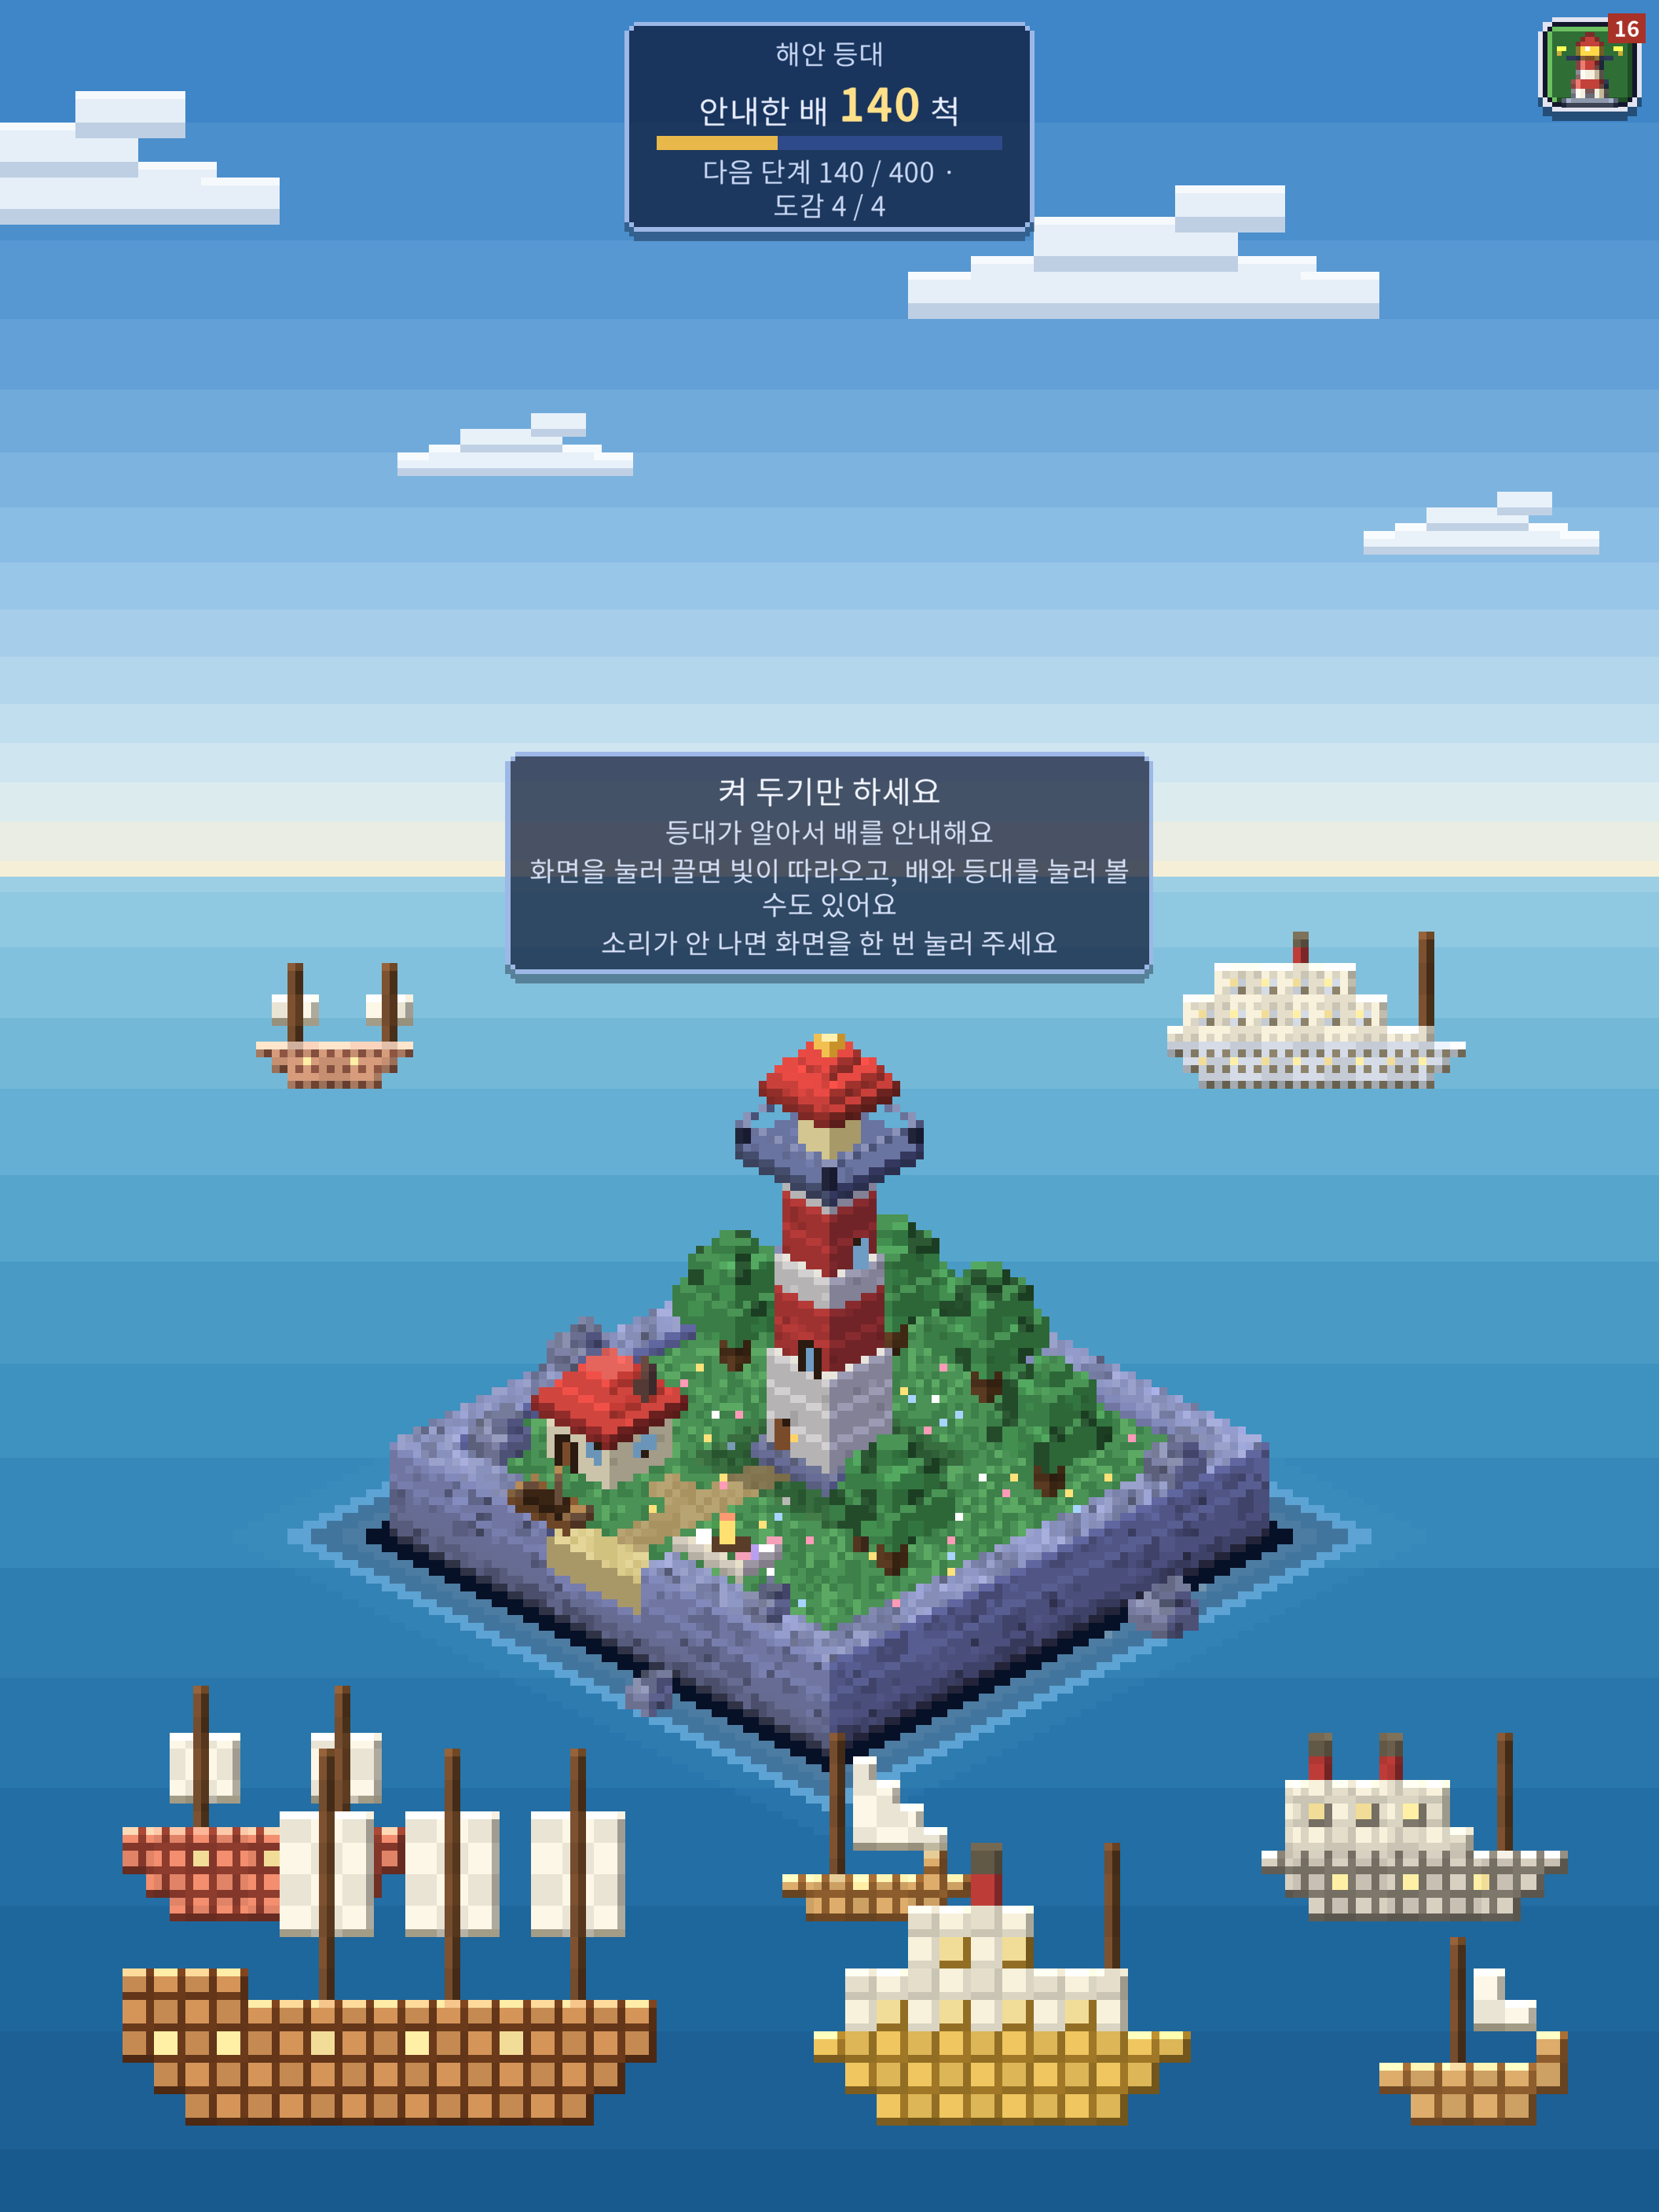 16
해안 등대
안내한 배 140 척
다음 단계 140 / 400 ·
도감 4 / 4
켜 두기만 하세요
등대가 알아서 배를 안내해요
화면을 눌러 끌면 빛이 따라오고, 배와 등대를 눌러 볼
수도 있어요
소리가 안 나면 화면을 한 번 눌러 주세요